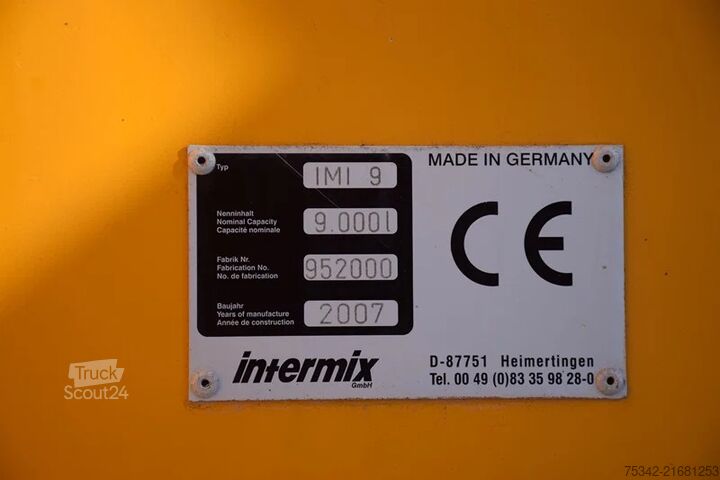 Typ
IMI 9
MADE IN GERMANY
Nenninhalt
Nominal Capacity
Capacité nominale
9.000l
CE
Fabrik Nr.
Fabrication No.
No. de fabrication
952000
Baujahr
Years of manufacture
Année de construction
2007
intermix
GmbH
D-87751 Heimertingen
Tel. 00 49 (0)83 35 98 28-0
Truck
Scout24
75342-21681253